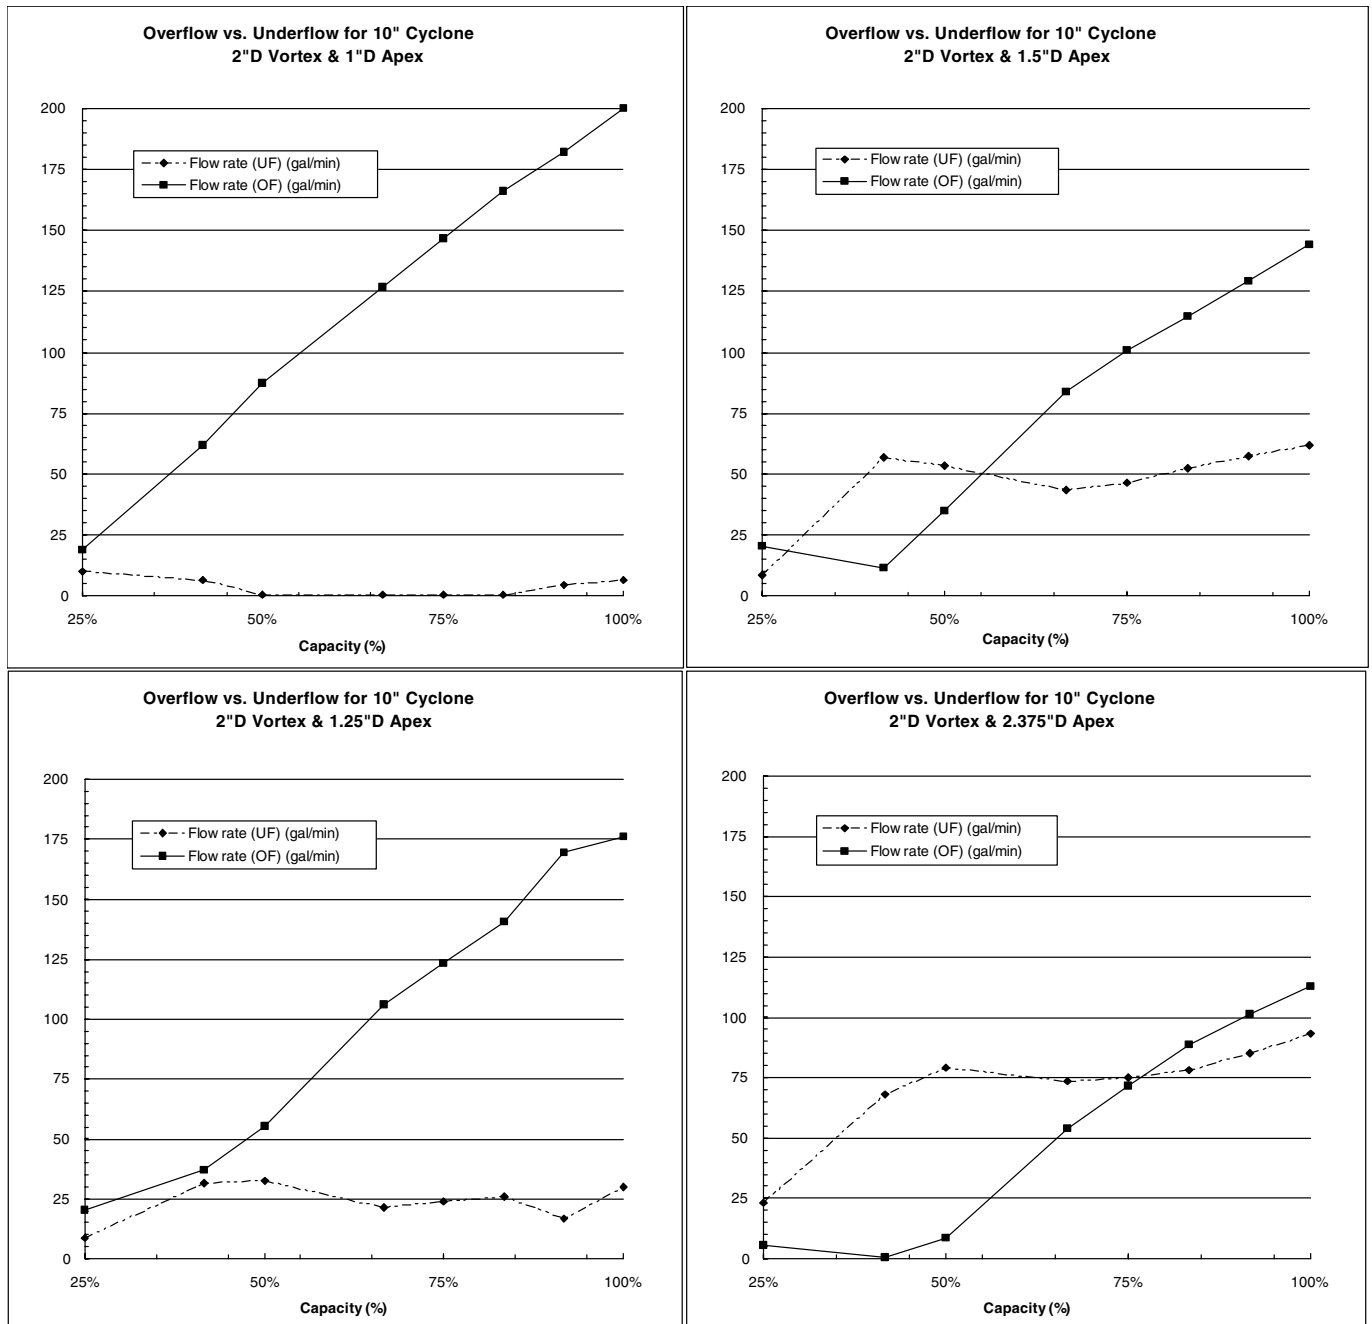 Overflow vs. Underflow for 10" Cyclone
2"D Vortex & 1"D Apex
200
175
150
125
100
75
50
25
0
Flow rate (UF) (gal/min)
Flow rate (OF) (gal/min)
25%
50%
75%
100%
Capacity (%)
Overflow vs. Underflow for 10" Cyclone
2"D Vortex & 1.5"D Apex
200
175
150
125
100
75
50
25
0
Flow rate (UF) (gal/min)
Flow rate (OF) (gal/min)
25%
50%
75%
100%
Capacity (%)
Overflow vs. Underflow for 10" Cyclone
2"D Vortex & 1.25"D Apex
200
175
150
125
100
75
50
25
0
Flow rate (UF) (gal/min)
Flow rate (OF) (gal/min)
25%
50%
75%
100%
Capacity (%)
Overflow vs. Underflow for 10" Cyclone
2"D Vortex & 2.375"D Apex
200
175
150
125
100
75
50
25
0
Flow rate (UF) (gal/min)
Flow rate (OF) (gal/min)
25%
50%
75%
100%
Capacity (%)